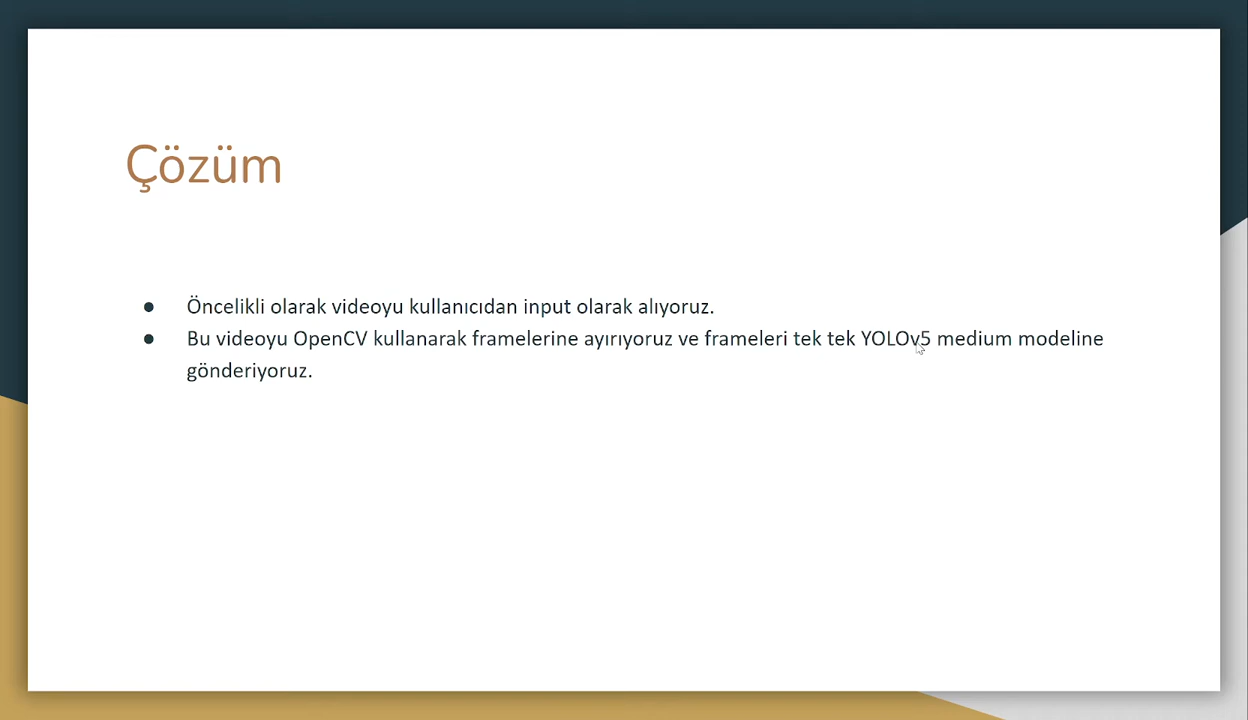 Çözüm
● Öncelikli olarak videoyu kullanıcıdan input olarak alıyoruz.
● Bu videoyu OpenCV kullanarak framelerine ayırıyoruz ve frameleri tek tek YOLOv5 medium modeline
gönderiyoruz.